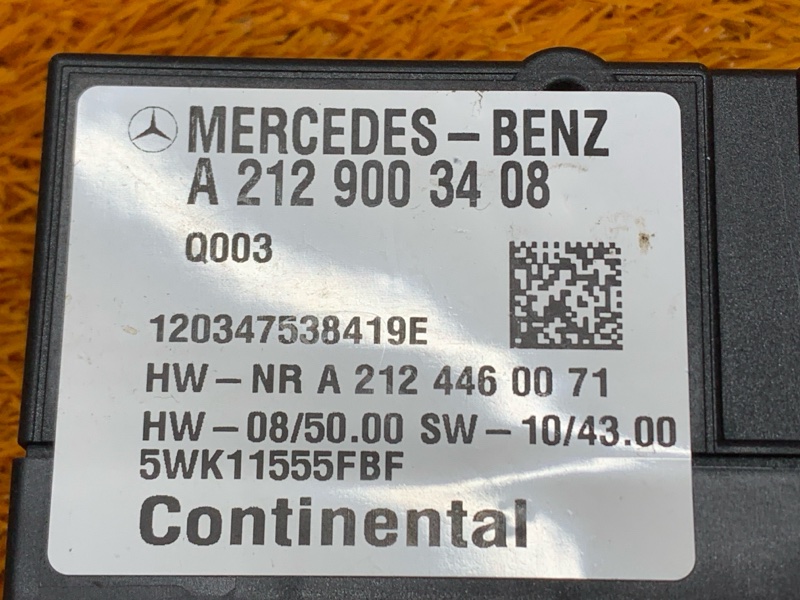 MERCEDES-BENZ
A 212 900 34 08
Q003
120347538419E
HW-NR A 212 446 00 71
HW-08/50.00 SW-10/43.00
5WK11555FBF
Continental